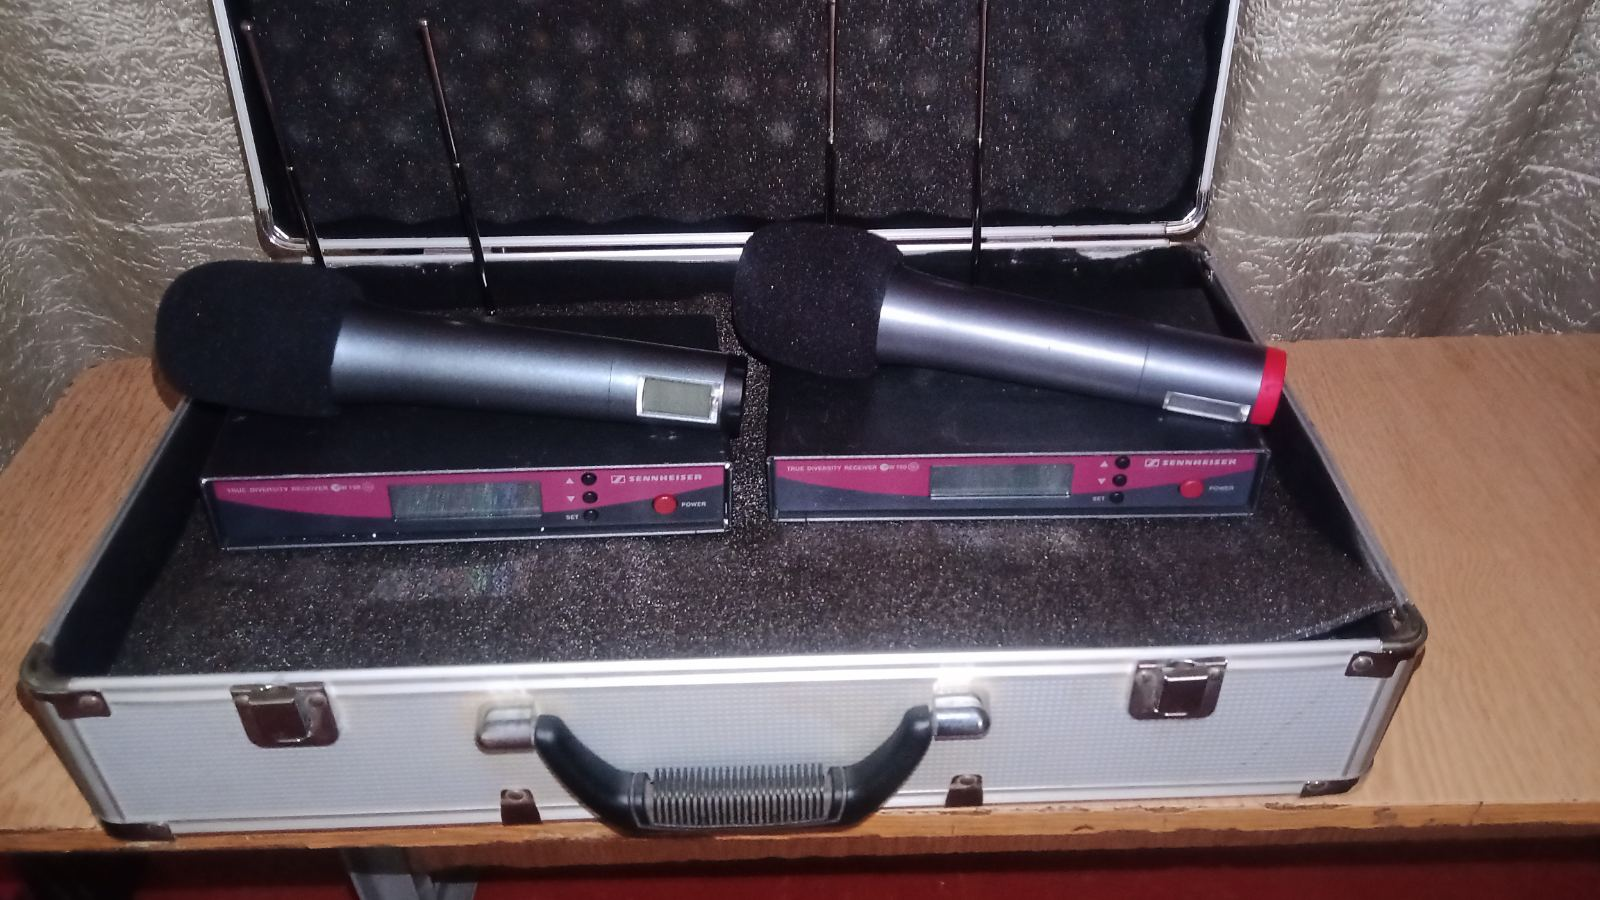 TRUE DIVERSITY RECEIVER
SENNHEISER
SET
POWER
TRUE DIVERSITY RECEIVER
SENNHEISER
SET
POWER